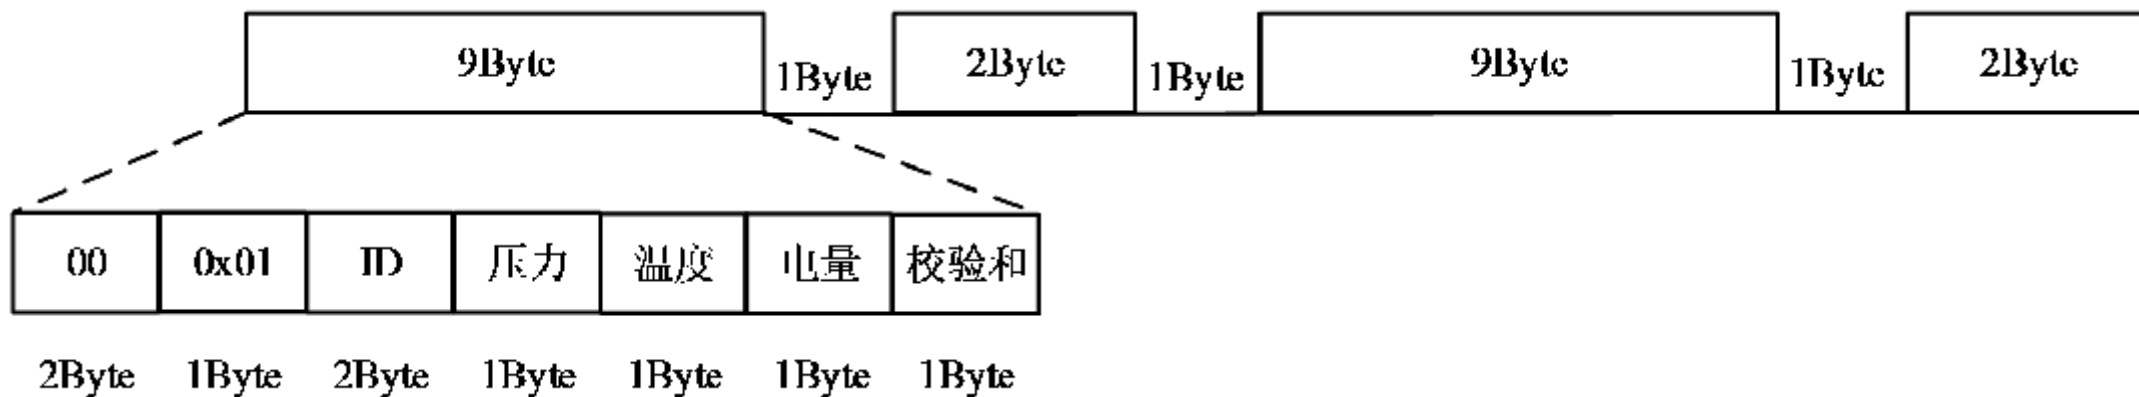 9Byte 1Byte 2Byte 1Byte 9Byte 1Byte 2Byte
00 0x01 ID 压力 温度 电量 校验和
2Byte 1Byte 2Byte 1Byte 1Byte 1Byte 1Byte